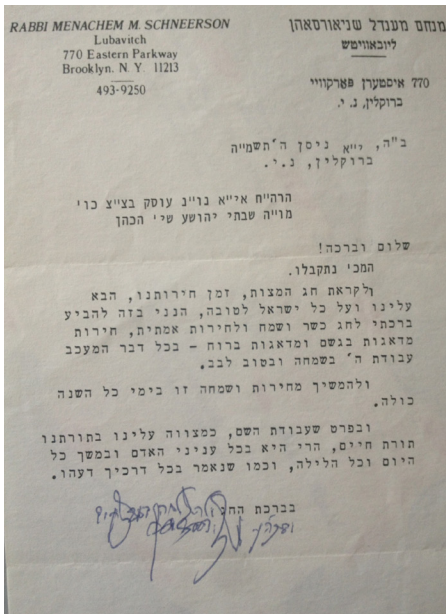 RABBI MENACHEM M. SCHNEERSON
Lubavitch
770 Eastern Parkway
Brooklyn. N. Y. 11213
493-9250
מנחם מענדל שניאורסאהן
ליובאוויטש
770 איסטערן פארקוויי
ברוקלין, נ. י.
ב"ה, י"א ניסן ה'תשמ"ה
ברוקלין, נ.י.
הרה"ח אי"א נו"נ עוסק בצ"צ כו'
מו"ה שבתי יהושע שי' הכהן
שלום וברכה!
המכ' נתקבלו.
ולקראת חג המצות, זמן חירותנו, הבא
עלינו ועל כל ישראל לטובה, הנני בזה להביע
ברכתי לחג כשר ושמח ולחירות אמתית, חירות
מדאגות בגשם ומדאגות ברוח - בכל דבר המעכב
עבודת ה' בשמחה ובטוב לבב.
ולהמשיך מחירות ושמחה זו בימי כל השנה
כולה.
ובפרט שעבודת השם, כמצווה עלינו בתורתנו
תורת חיים, הרי היא בכל עניני האדם ובמשך כל
היום וכל הלילה, וכמו שנאמר בכל דרכיך דעהו.
בברכת החג